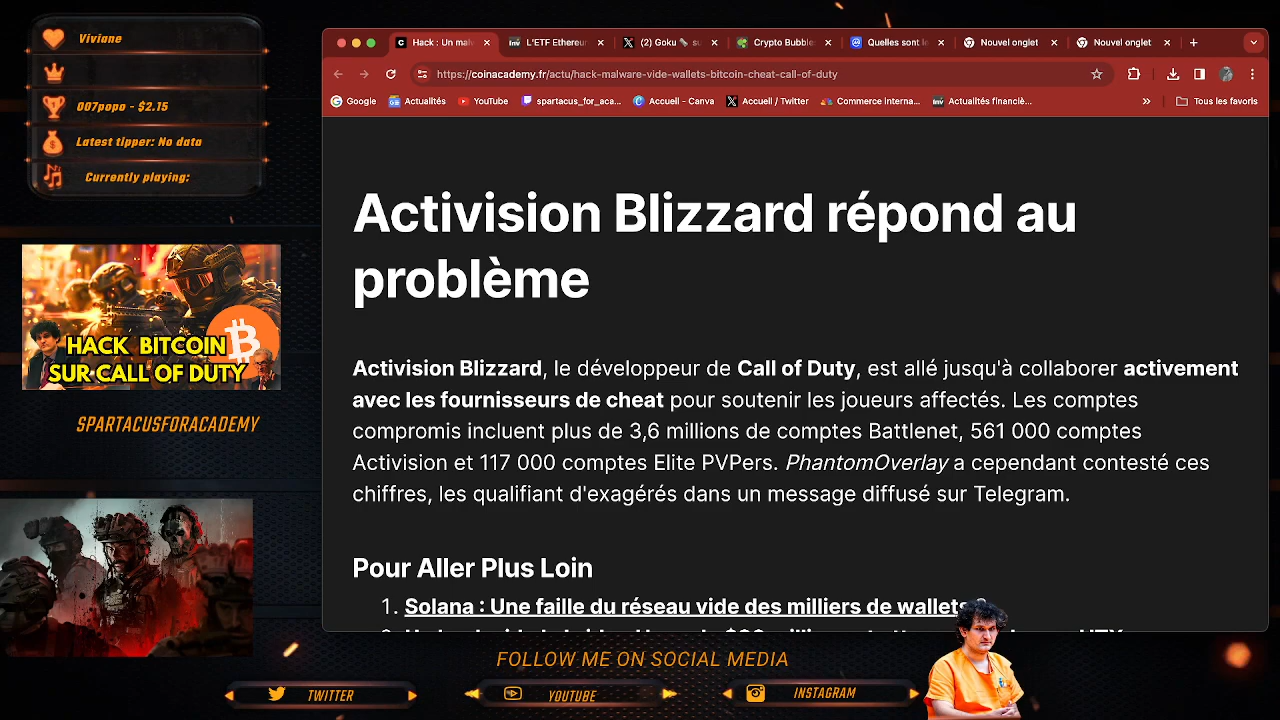 Viviane
007popo - $2.15
Latest tipper: No data
Currently playing:
HACK BITCOIN
SUR CALL OF DUTY
SPARTACUSFORACADEMY
Hack : Un mal
L'ETF Ethereu
(2) Goku
Crypto Bubble
Quelles sont l
Nouvel onglet
Nouvel onglet
https://coinacademy.fr/actu/hack-malware-vide-wallets-bitcoin-cheat-call-of-duty
Google
Actualités
YouTube
spartacus_for_aca...
Accueil - Canva
Accueil / Twitter
Commerce interna...
Actualités financiè...
Tous les favoris
Activision Blizzard répond au
problème
Activision Blizzard, le développeur de Call of Duty, est allé jusqu'à collaborer activement
avec les fournisseurs de cheat pour soutenir les joueurs affectés. Les comptes
compromis incluent plus de 3,6 millions de comptes Battlenet, 561 000 comptes
Activision et 117 000 comptes Elite PVPers. PhantomOverlay a cependant contesté ces
chiffres, les qualifiant d'exagérés dans un message diffusé sur Telegram.
Pour Aller Plus Loin
1. Solana : Une faille du réseau vide des milliers de wallets
FOLLOW ME ON SOCIAL MEDIA
TWITTER
YOUTUBE
INSTAGRAM